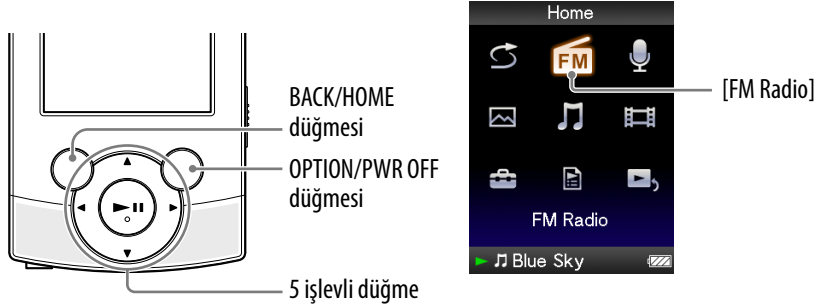 BACK/HOME
düğmesi
OPTION/PWR OFF
düğmesi
5 işlevli düğme
Home
FM
[FM Radio]
FM Radio
Blue Sky